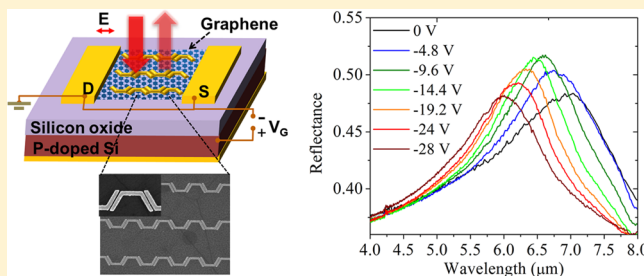 E
Graphene
D
S
Silicon oxide
P-doped Si
-
+
VG
0.55
0.50
0.45
0.40
Reflectance
0 V
-4.8 V
-9.6 V
-14.4 V
-19.2 V
-24 V
-28 V
4.0 4.5 5.0 5.5 6.0 6.5 7.0 7.5 8.0
Wavelength (μm)